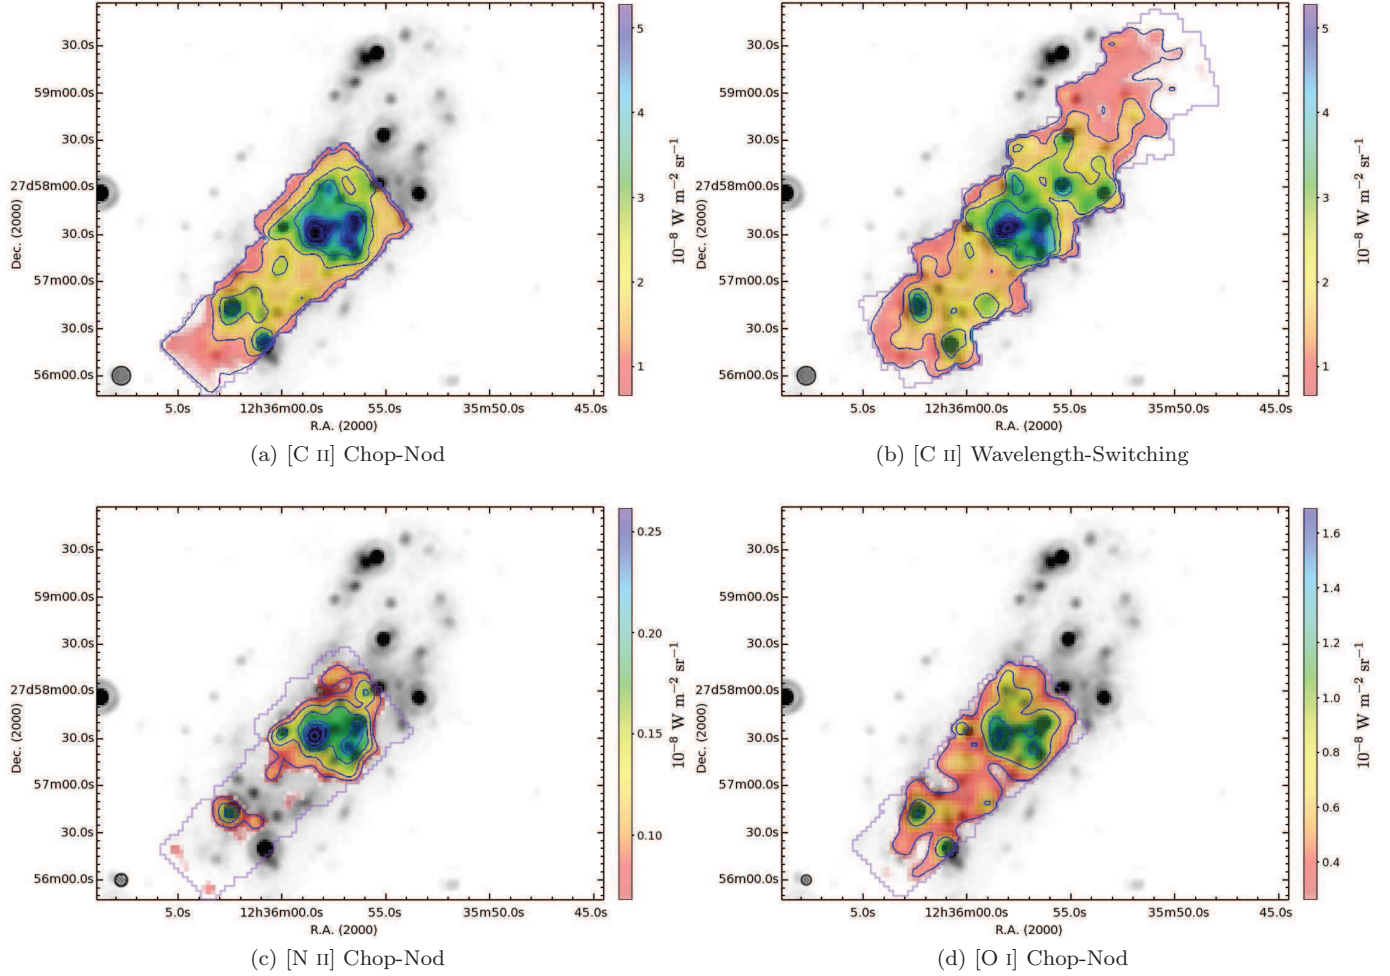 30.0s
59m00.0s
30.0s
27d58m00.0s
30.0s
57m00.0s
30.0s
56m00.0s
Dec. (2000)
5.0s 12h36m00.0s 55.0s 35m50.0s 45.0s
R.A. (2000)
5
4
3
2
1
10⁻⁸ W m⁻² sr⁻¹
(a) [C II] Chop-Nod
30.0s
59m00.0s
30.0s
27d58m00.0s
30.0s
57m00.0s
30.0s
56m00.0s
Dec. (2000)
5.0s 12h36m00.0s 55.0s 35m50.0s 45.0s
R.A. (2000)
5
4
3
2
1
10⁻⁸ W m⁻² sr⁻¹
(b) [C II] Wavelength-Switching
30.0s
59m00.0s
30.0s
27d58m00.0s
30.0s
57m00.0s
30.0s
56m00.0s
Dec. (2000)
5.0s 12h36m00.0s 55.0s 35m50.0s 45.0s
R.A. (2000)
0.25
0.20
0.15
0.10
10⁻⁸ W m⁻² sr⁻¹
(c) [N II] Chop-Nod
30.0s
59m00.0s
30.0s
27d58m00.0s
30.0s
57m00.0s
30.0s
56m00.0s
Dec. (2000)
5.0s 12h36m00.0s 55.0s 35m50.0s 45.0s
R.A. (2000)
1.6
1.4
1.2
1.0
0.8
0.6
0.4
10⁻⁸ W m⁻² sr⁻¹
(d) [O I] Chop-Nod